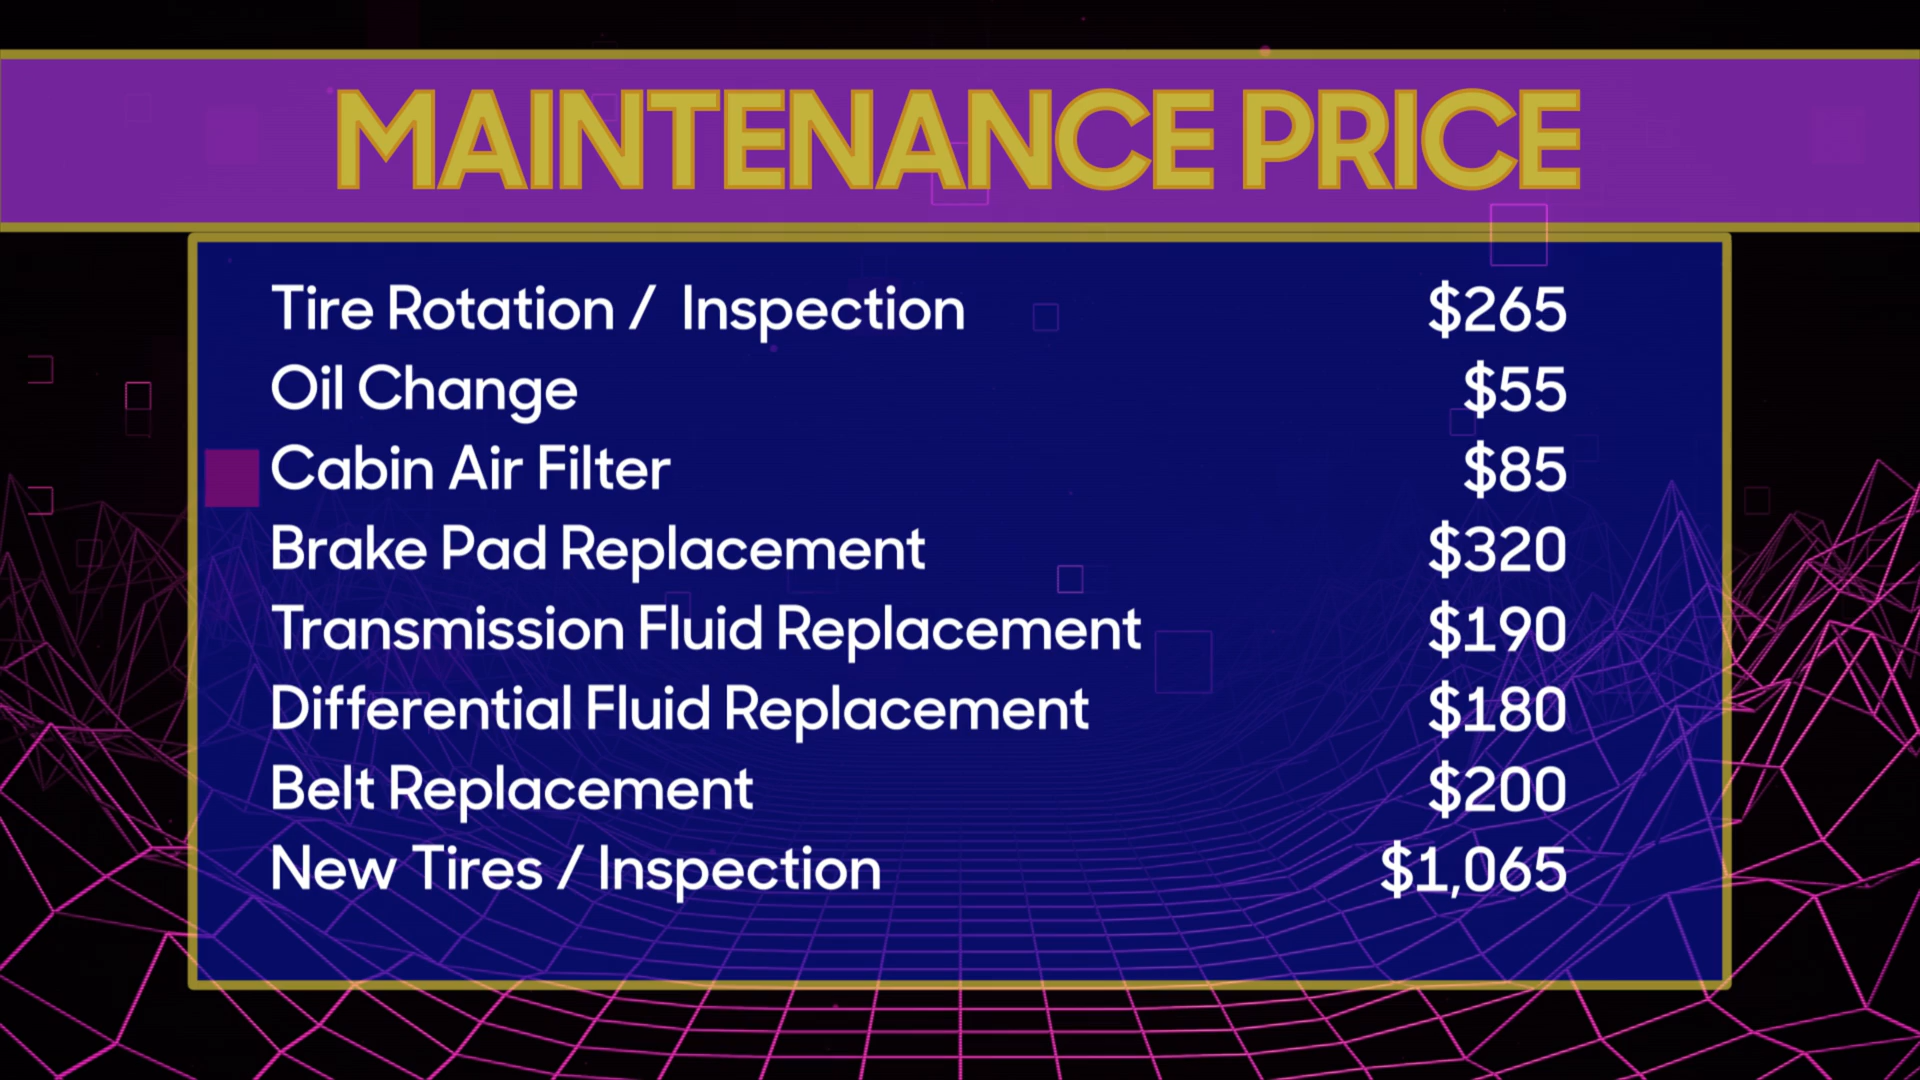 MAINTENANCE PRICE
Tire Rotation / Inspection $265
Oil Change $55
Cabin Air Filter $85
Brake Pad Replacement $320
Transmission Fluid Replacement $190
Differential Fluid Replacement $180
Belt Replacement $200
New Tires / Inspection $1,065